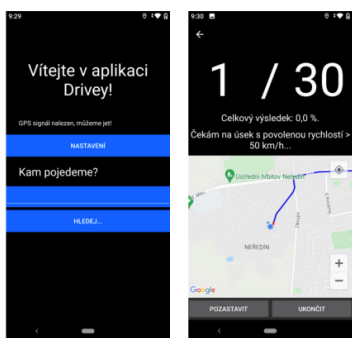 9:29
Vítejte v aplikaci
Drivey!
GPS signál nalezen, můžeme jet!
NASTAVENÍ
Kam pojedeme?
HLEDEJ...
9:30
1 / 30
Celkový výsledek: 0,0 %.
Čekám na úsek s povolenou rychlostí >
50 km/h...
Ústřední hřbitov Neředín
NEŘEDÍN
Google
POZASTAVIT
UKONČIT